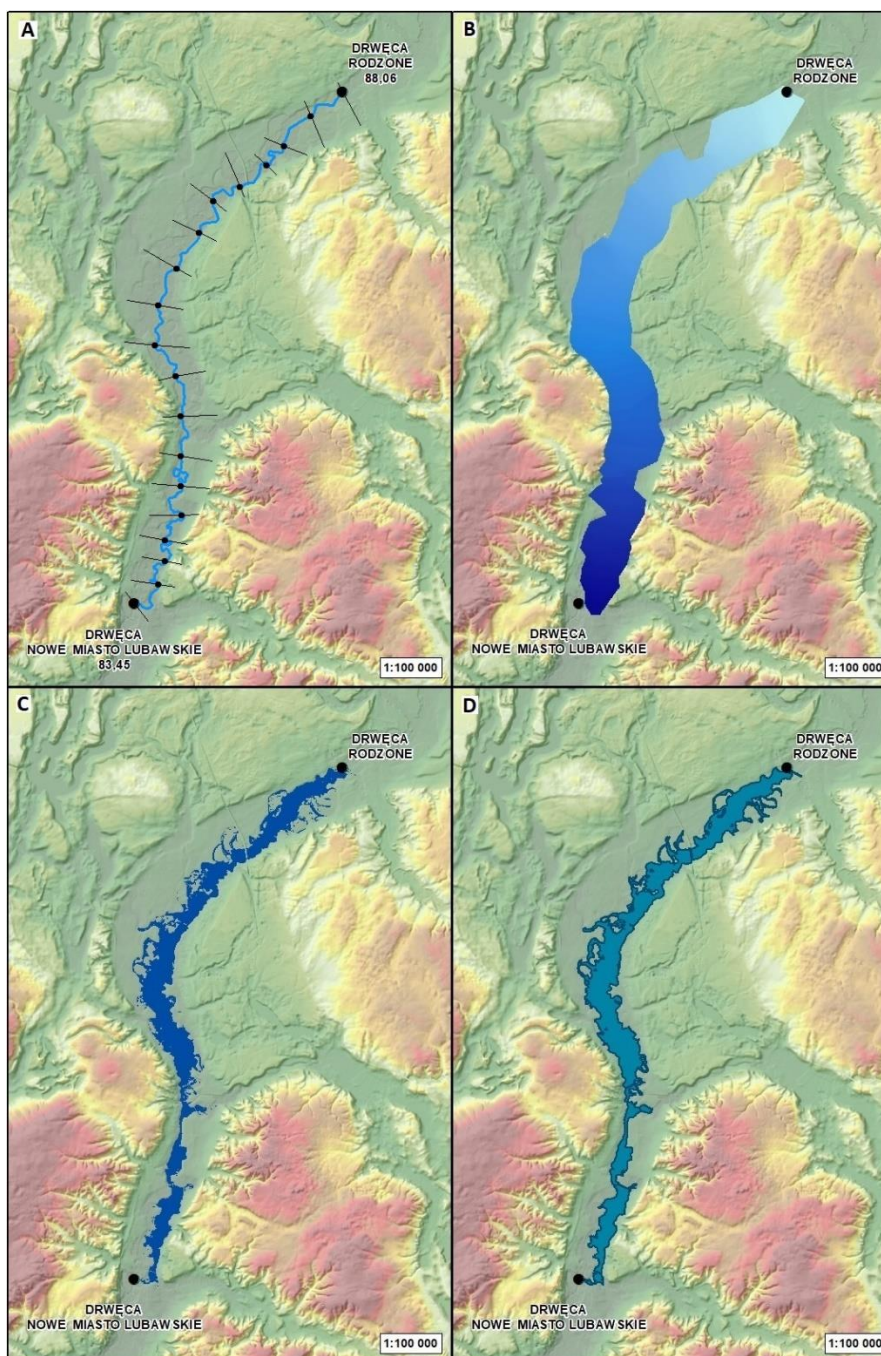 A
DRWĘCA
RODZONE
88,06
DRWĘCA
NOWE MIASTO LUBAWSKIE
83,45
1:100 000
B
DRWĘCA
RODZONE
DRWĘCA
NOWE MIASTO LUBAWSKIE
1:100 000
C
DRWĘCA
RODZONE
DRWĘCA
NOWE MIASTO LUBAWSKIE
1:100 000
D
DRWĘCA
RODZONE
DRWĘCA
NOWE MIASTO LUBAWSKIE
1:100 000